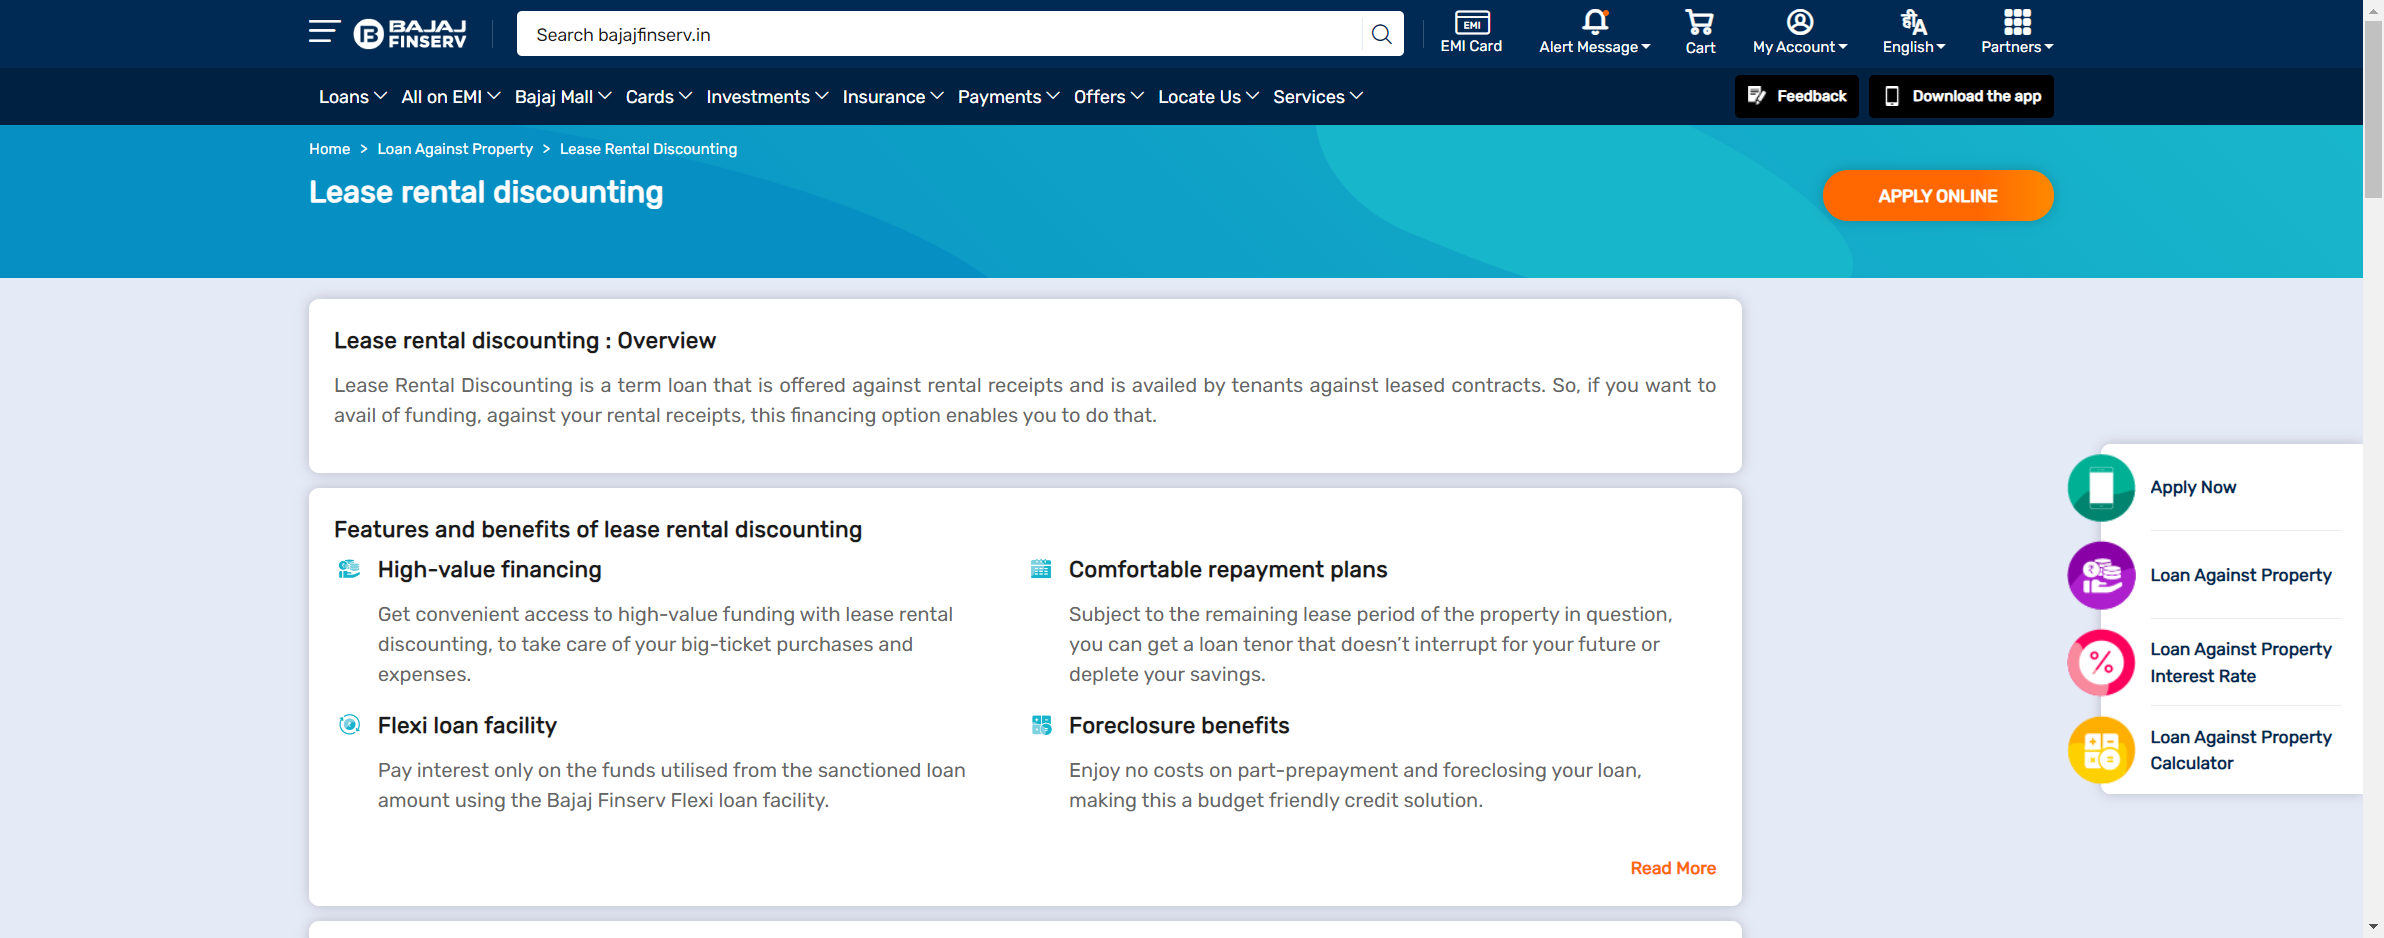 BAJAJ
FINSERV
Search bajajfinserv.in
EMI
EMI Card
Alert Message
Cart
My Account
हीA
English
Partners
Loans All on EMI Bajaj Mall Cards Investments Insurance Payments Offers Locate Us Services
Feedback
Download the app
Home > Loan Against Property > Lease Rental Discounting
Lease rental discounting
APPLY ONLINE
Lease rental discounting : Overview
Lease Rental Discounting is a term loan that is offered against rental receipts and is availed by tenants against leased contracts. So, if you want to
avail of funding, against your rental receipts, this financing option enables you to do that.
Features and benefits of lease rental discounting
High-value financing
Get convenient access to high-value funding with lease rental
discounting, to take care of your big-ticket purchases and
expenses.
Comfortable repayment plans
Subject to the remaining lease period of the property in question,
you can get a loan tenor that doesn’t interrupt for your future or
deplete your savings.
Flexi loan facility
Pay interest only on the funds utilised from the sanctioned loan
amount using the Bajaj Finserv Flexi loan facility.
Foreclosure benefits
Enjoy no costs on part-prepayment and foreclosing your loan,
making this a budget friendly credit solution.
Read More
Apply Now
Loan Against Property
Loan Against Property
Interest Rate
Loan Against Property
Calculator